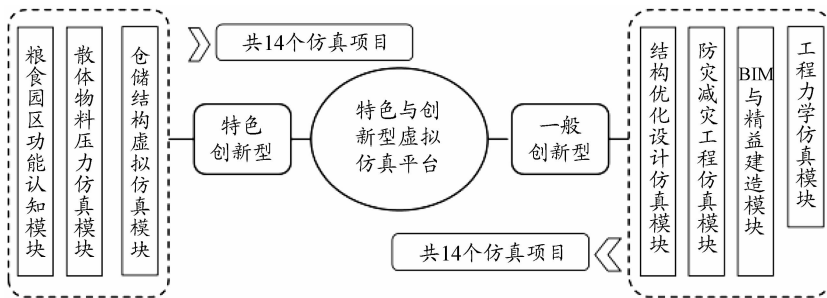 粮食园区功能认知模块
散体物料压力仿真模块
仓储结构虚拟仿真模块
共14个仿真项目
特色
创新型
特色与创
新型虚拟
仿真平台
一般
创新型
共14个仿真项目
结构优化设计仿真模块
防灾减灾工程仿真模块
BIM与精益建造模块
工程力学仿真模块